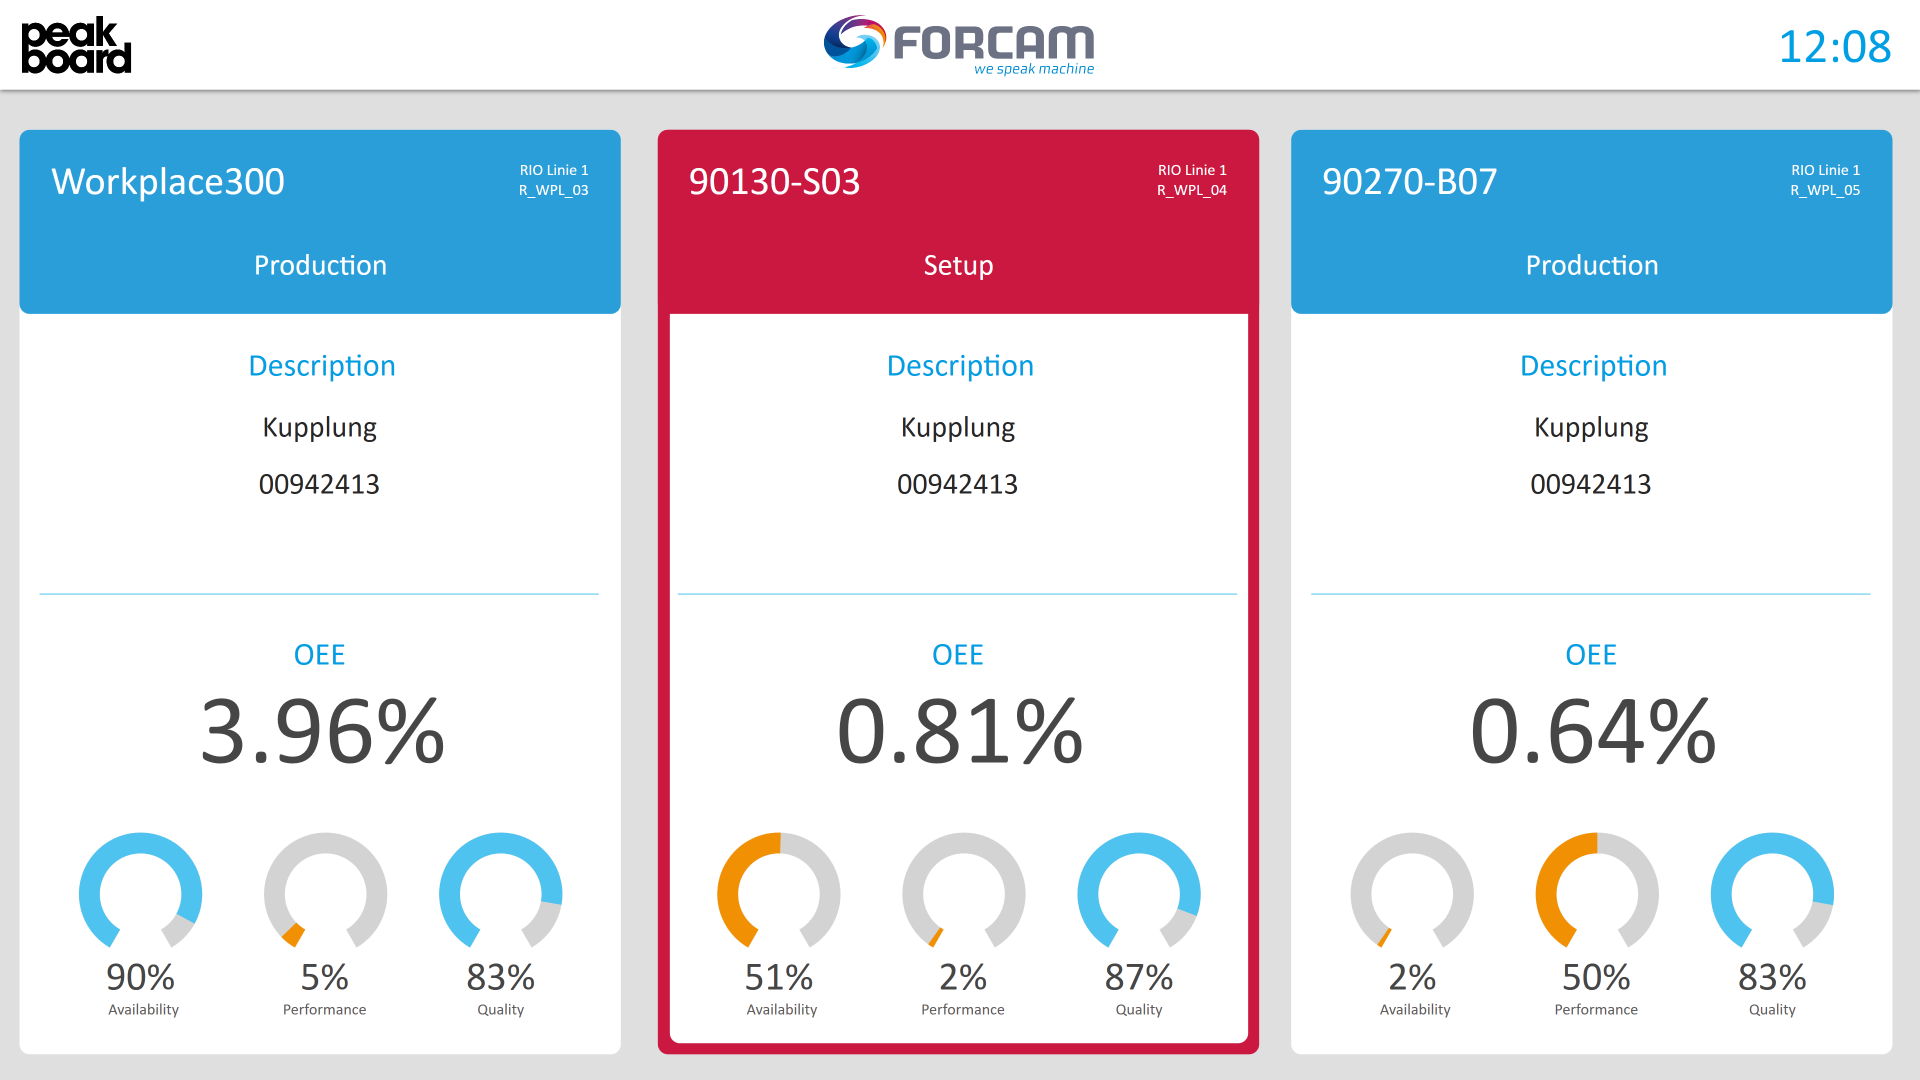 peak
board
FORCAM
we speak machine
12:08
Workplace300
RIO Linie 1
R_WPL_03
Production
Description
Kupplung
00942413
OEE
3.96%
90%
Availability
5%
Performance
83%
Quality
90130-S03
RIO Linie 1
R_WPL_04
Setup
Description
Kupplung
00942413
OEE
0.81%
51%
Availability
2%
Performance
87%
Quality
90270-B07
RIO Linie 1
R_WPL_05
Production
Description
Kupplung
00942413
OEE
0.64%
2%
Availability
50%
Performance
83%
Quality